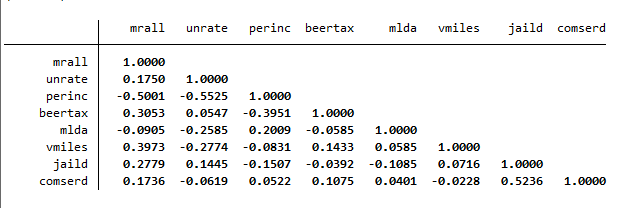 mrall unrate perinc beertax mlda vmiles jaild comserd
mrall 1.0000
unrate 0.1750 1.0000
perinc -0.5001 -0.5525 1.0000
beertax 0.3053 0.0547 -0.3951 1.0000
mlda -0.0905 -0.2585 0.2009 -0.0585 1.0000
vmiles 0.3973 -0.2774 -0.0831 0.1433 0.0585 1.0000
jaild 0.2779 0.1445 -0.1507 -0.0392 -0.1085 0.0716 1.0000
comserd 0.1736 -0.0619 0.0522 0.1075 0.0401 -0.0228 0.5236 1.0000